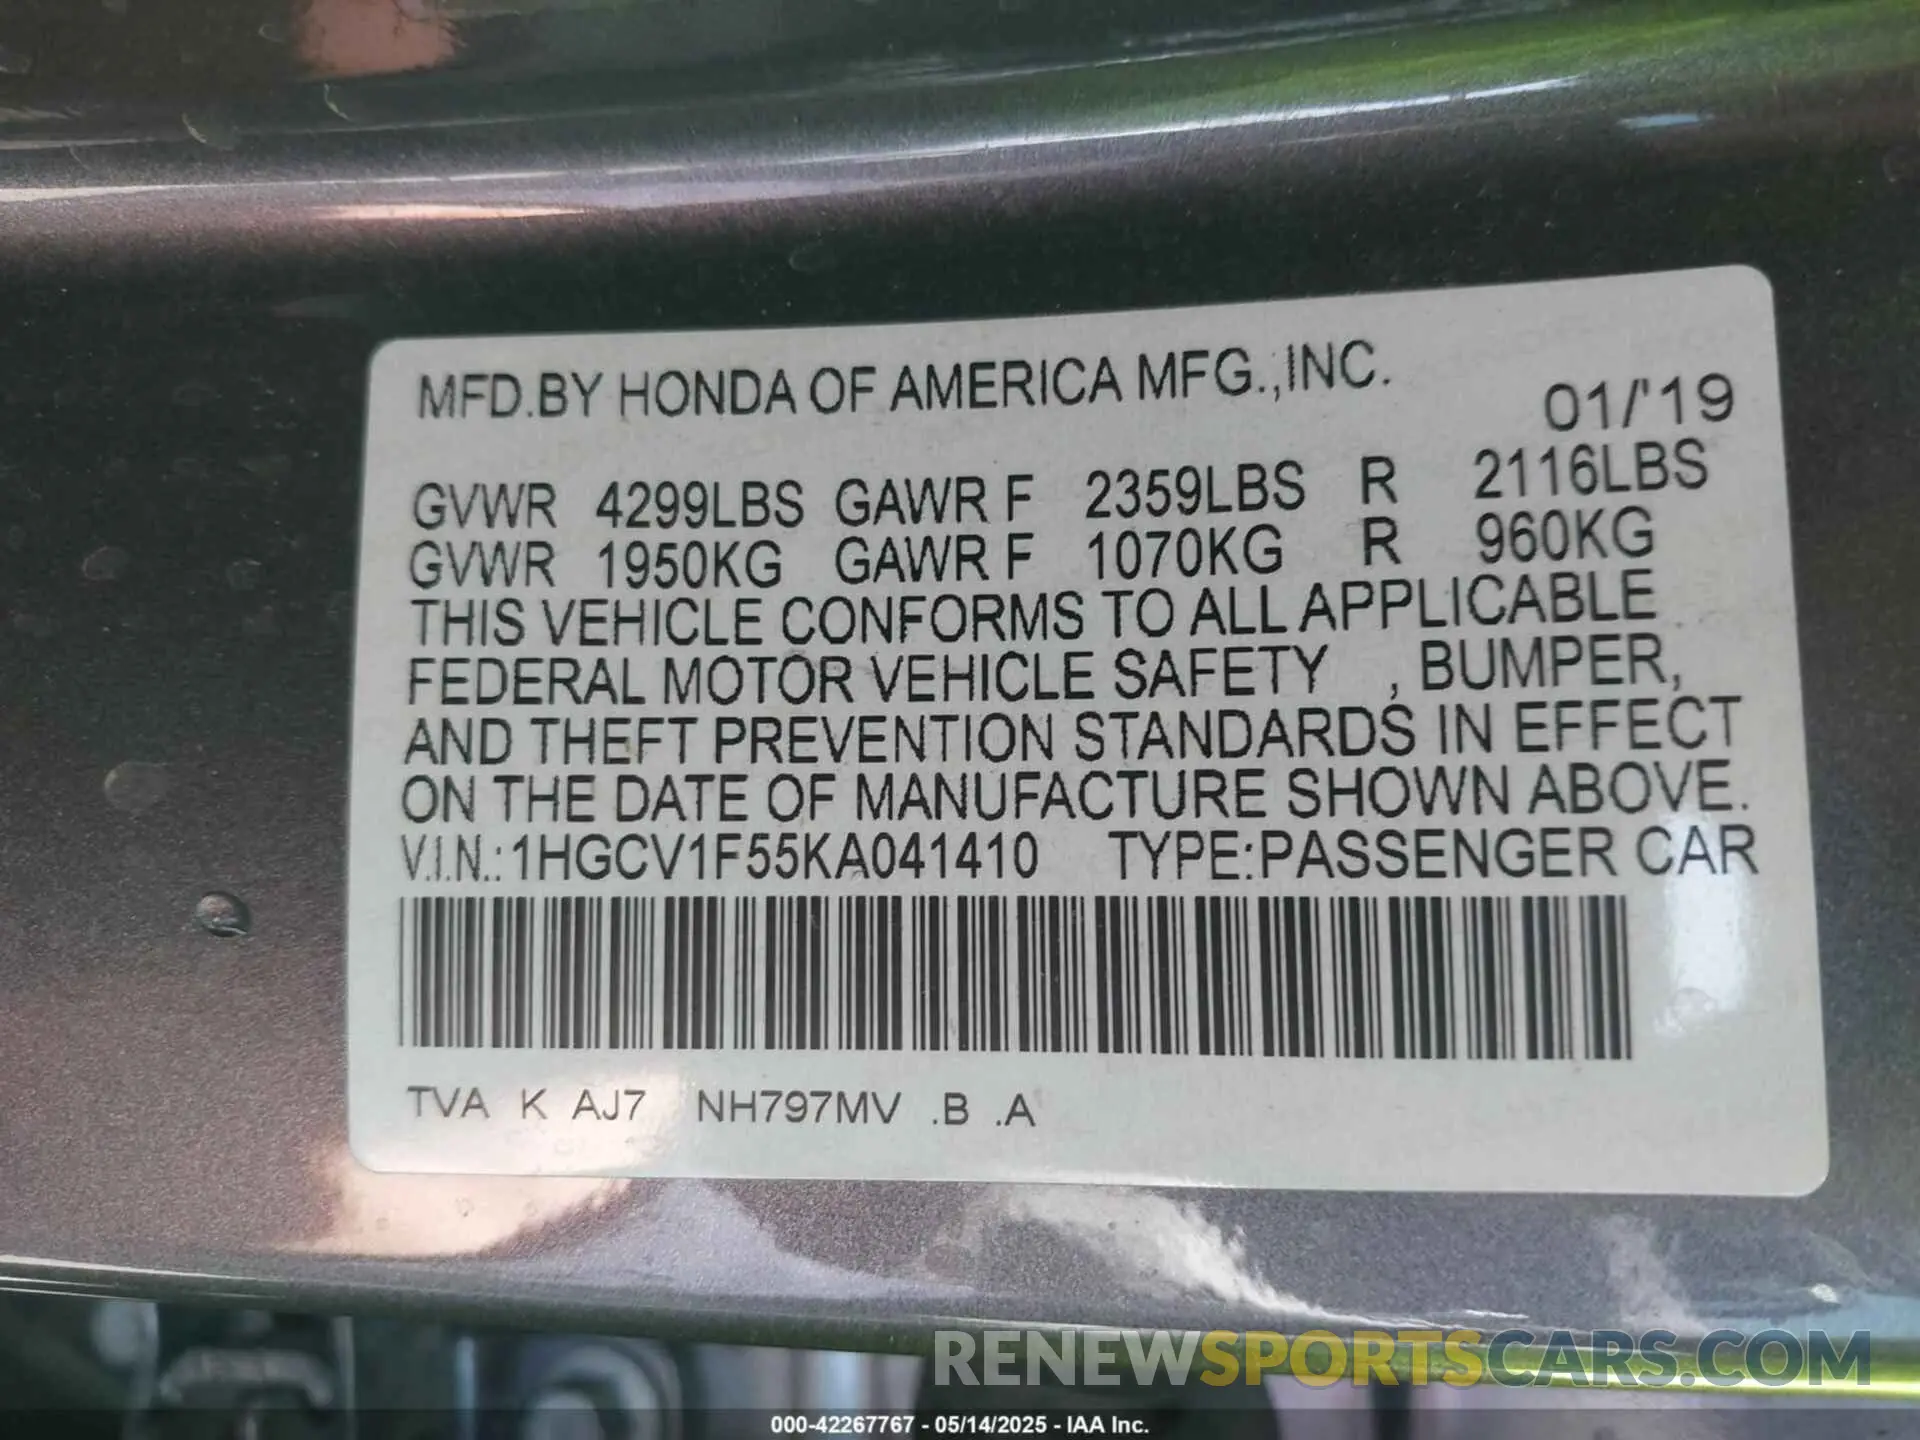 MFD.BY HONDA OF AMERICA MFG.,INC.
01/'19
GVWR 4299LBS GAWR F 2359LBS R 2116LBS
GVWR 1950KG GAWR F 1070KG R 960KG
THIS VEHICLE CONFORMS TO ALL APPLICABLE
FEDERAL MOTOR VEHICLE SAFETY , BUMPER,
AND THEFT PREVENTION STANDARDS IN EFFECT
ON THE DATE OF MANUFACTURE SHOWN ABOVE.
V.I.N.:1HGCV1F55KA041410 TYPE:PASSENGER CAR
TVA K AJ7 NH797MV .B .A
RENEWSPORTSCARS.COM
000-42267767 - 05/14/2025 - IAA Inc.